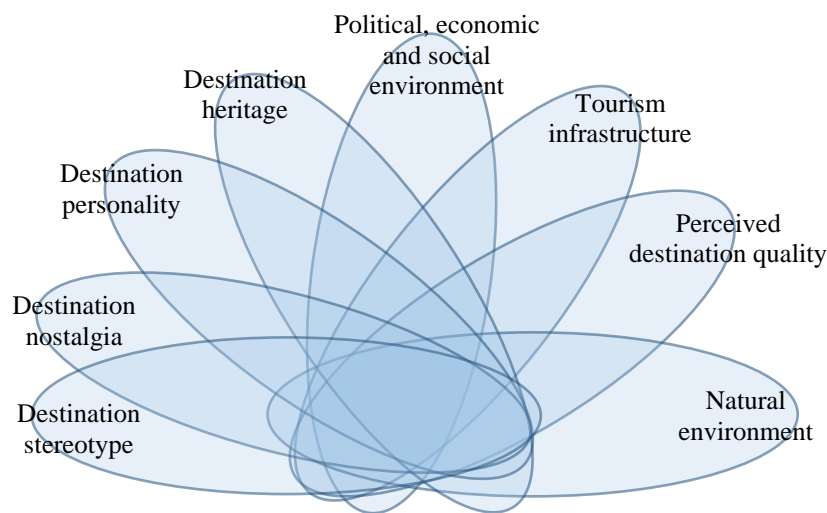 Political, economic
and social
environment
Destination
heritage
Tourism
infrastructure
Destination
personality
Perceived
destination quality
Destination
nostalgia
Natural
environment
Destination
stereotype